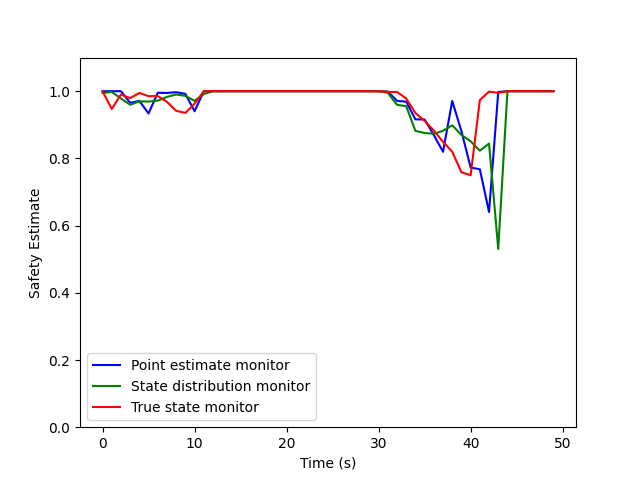 1.0
0.8
0.6
0.4
0.2
0.0
Safety Estimate
Point estimate monitor
State distribution monitor
True state monitor
0 10 20 30 40 50
Time (s)